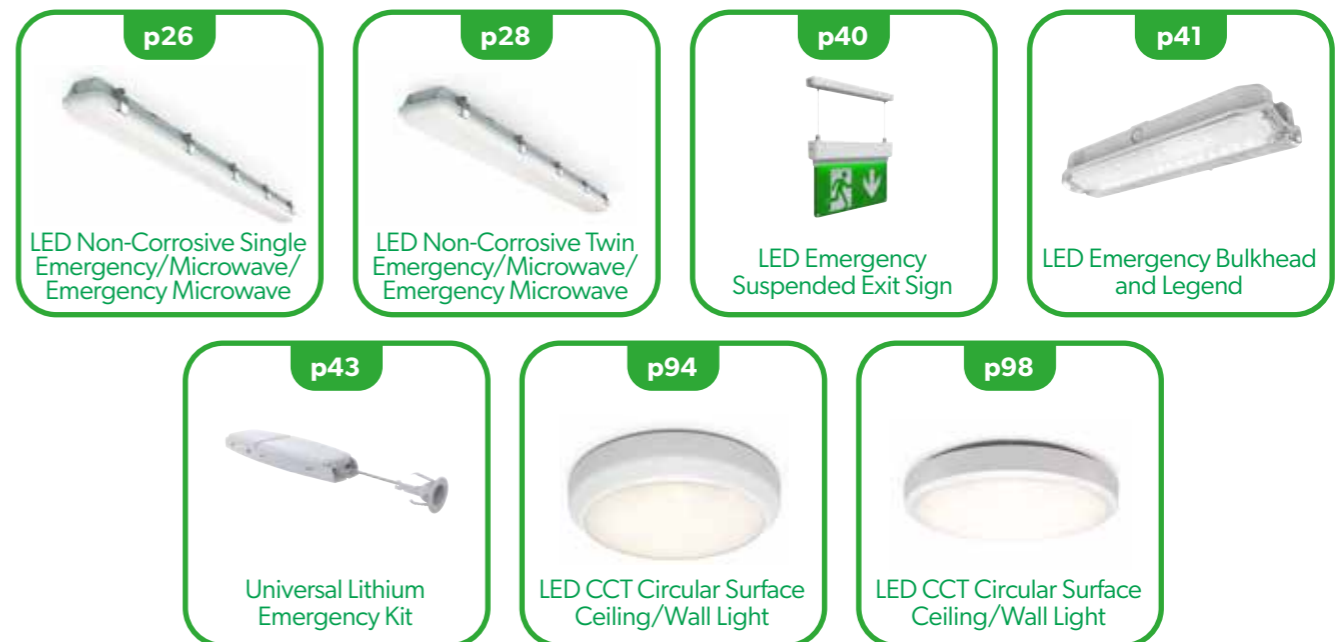 p26
LED Non-Corrosive Single
Emergency/Microwave/
Emergency Microwave
p28
LED Non-Corrosive Twin
Emergency/Microwave/
Emergency Microwave
p40
LED Emergency
Suspended Exit Sign
p41
LED Emergency Bulkhead
and Legend
p43
Universal Lithium
Emergency Kit
p94
LED CCT Circular Surface
Ceiling/Wall Light
p98
LED CCT Circular Surface
Ceiling/Wall Light